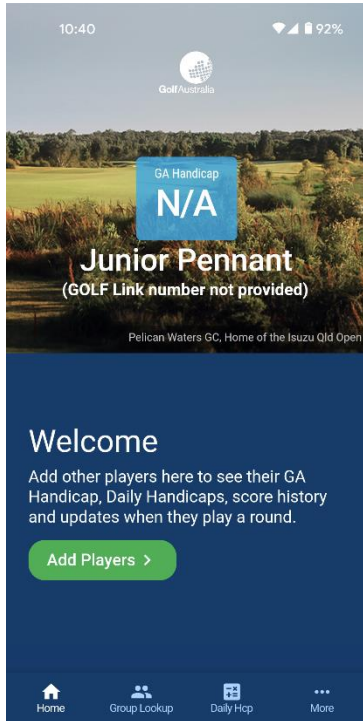 10:40
92%
GolfAustralia
GA Handicap
N/A
Junior Pennant
(GOLF Link number not provided)
Pelican Waters GC, Home of the Isuzu Qld Open
Welcome
Add other players here to see their GA
Handicap, Daily Handicaps, score history
and updates when they play a round.
Add Players >
Home
Group Lookup
Daily Hcp
More